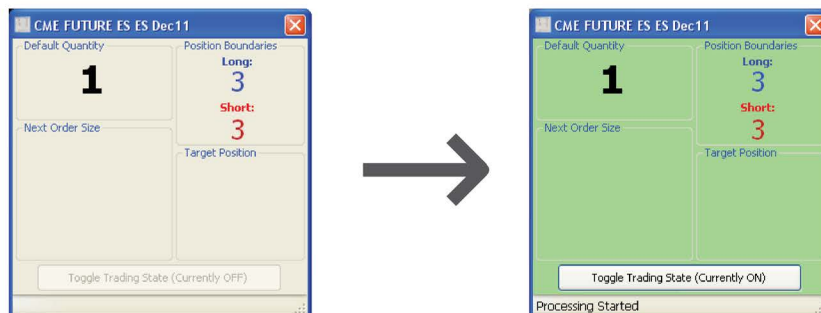 CME FUTURE ES ES Dec11
Default Quantity
1
Position Boundaries
Long:
3
Short:
3
Next Order Size
Target Position
Toggle Trading State (Currently OFF)
CME FUTURE ES ES Dec11
Default Quantity
1
Position Boundaries
Long:
3
Short:
3
Next Order Size
Target Position
Toggle Trading State (Currently ON)
Processing Started